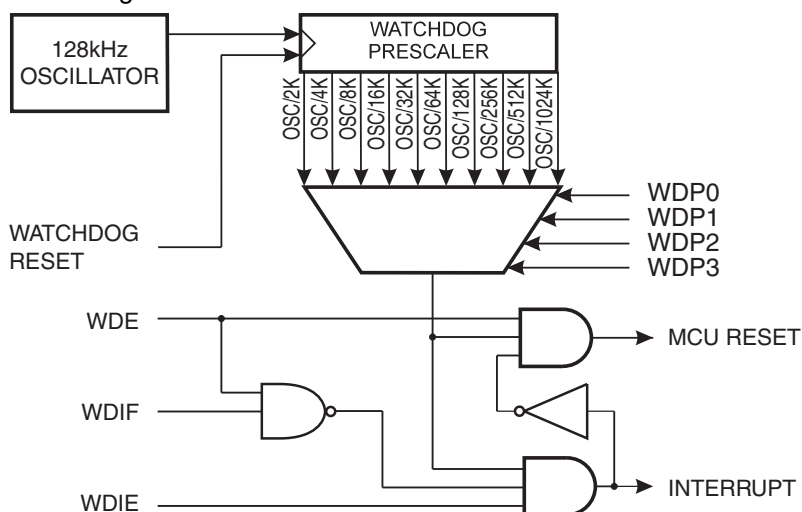 128kHz
OSCILLATOR
WATCHDOG
PRESCALER
OSC/2K
OSC/4K
OSC/8K
OSC/16K
OSC/32K
OSC/64K
OSC/128K
OSC/256K
OSC/512K
OSC/1024K
WDP0
WDP1
WDP2
WDP3
WATCHDOG
RESET
WDE
MCU RESET
WDIF
INTERRUPT
WDIE